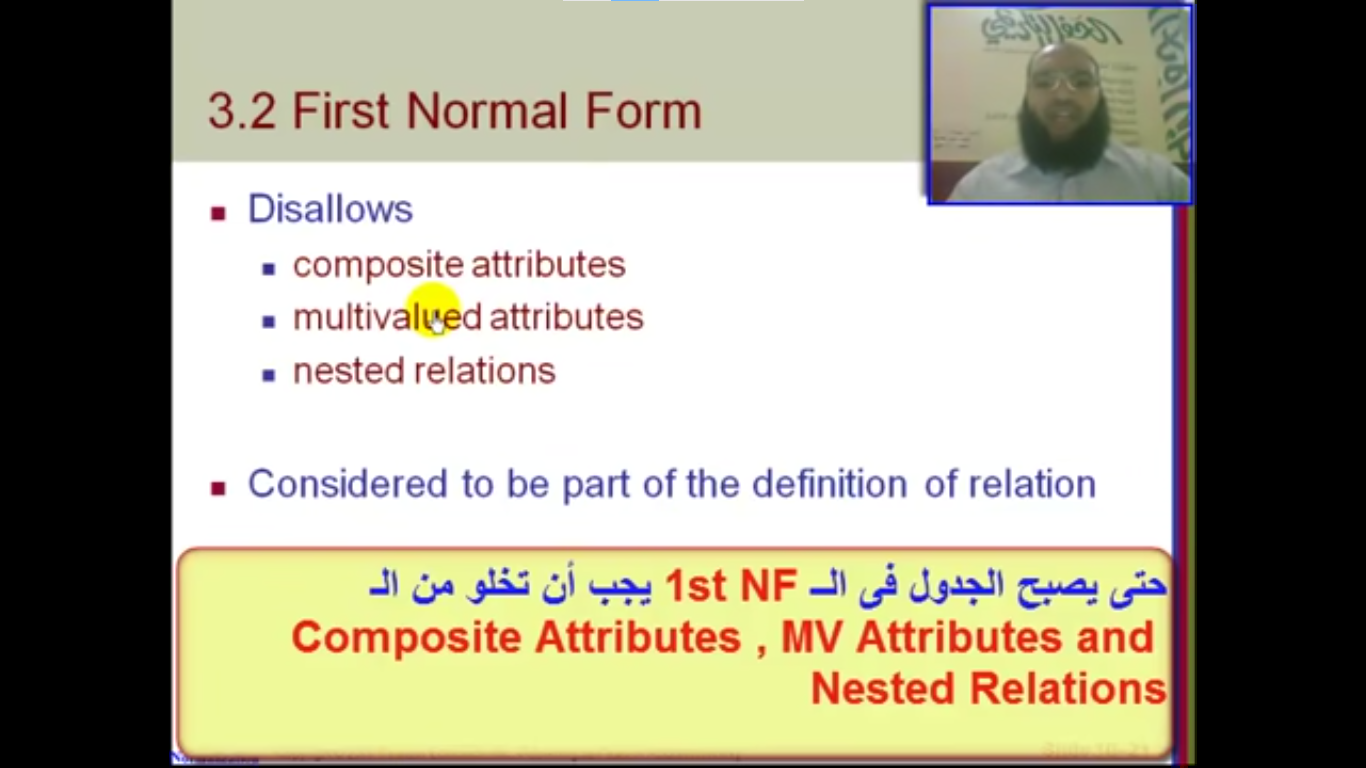 3.2 First Normal Form
Disallows
composite attributes
multivalued attributes
nested relations
Considered to be part of the definition of relation
حتى يصبح الجدول فى الــ 1st NF يجب أن تخلو من الـ
Composite Attributes , MV Attributes and
Nested Relations
Normalization